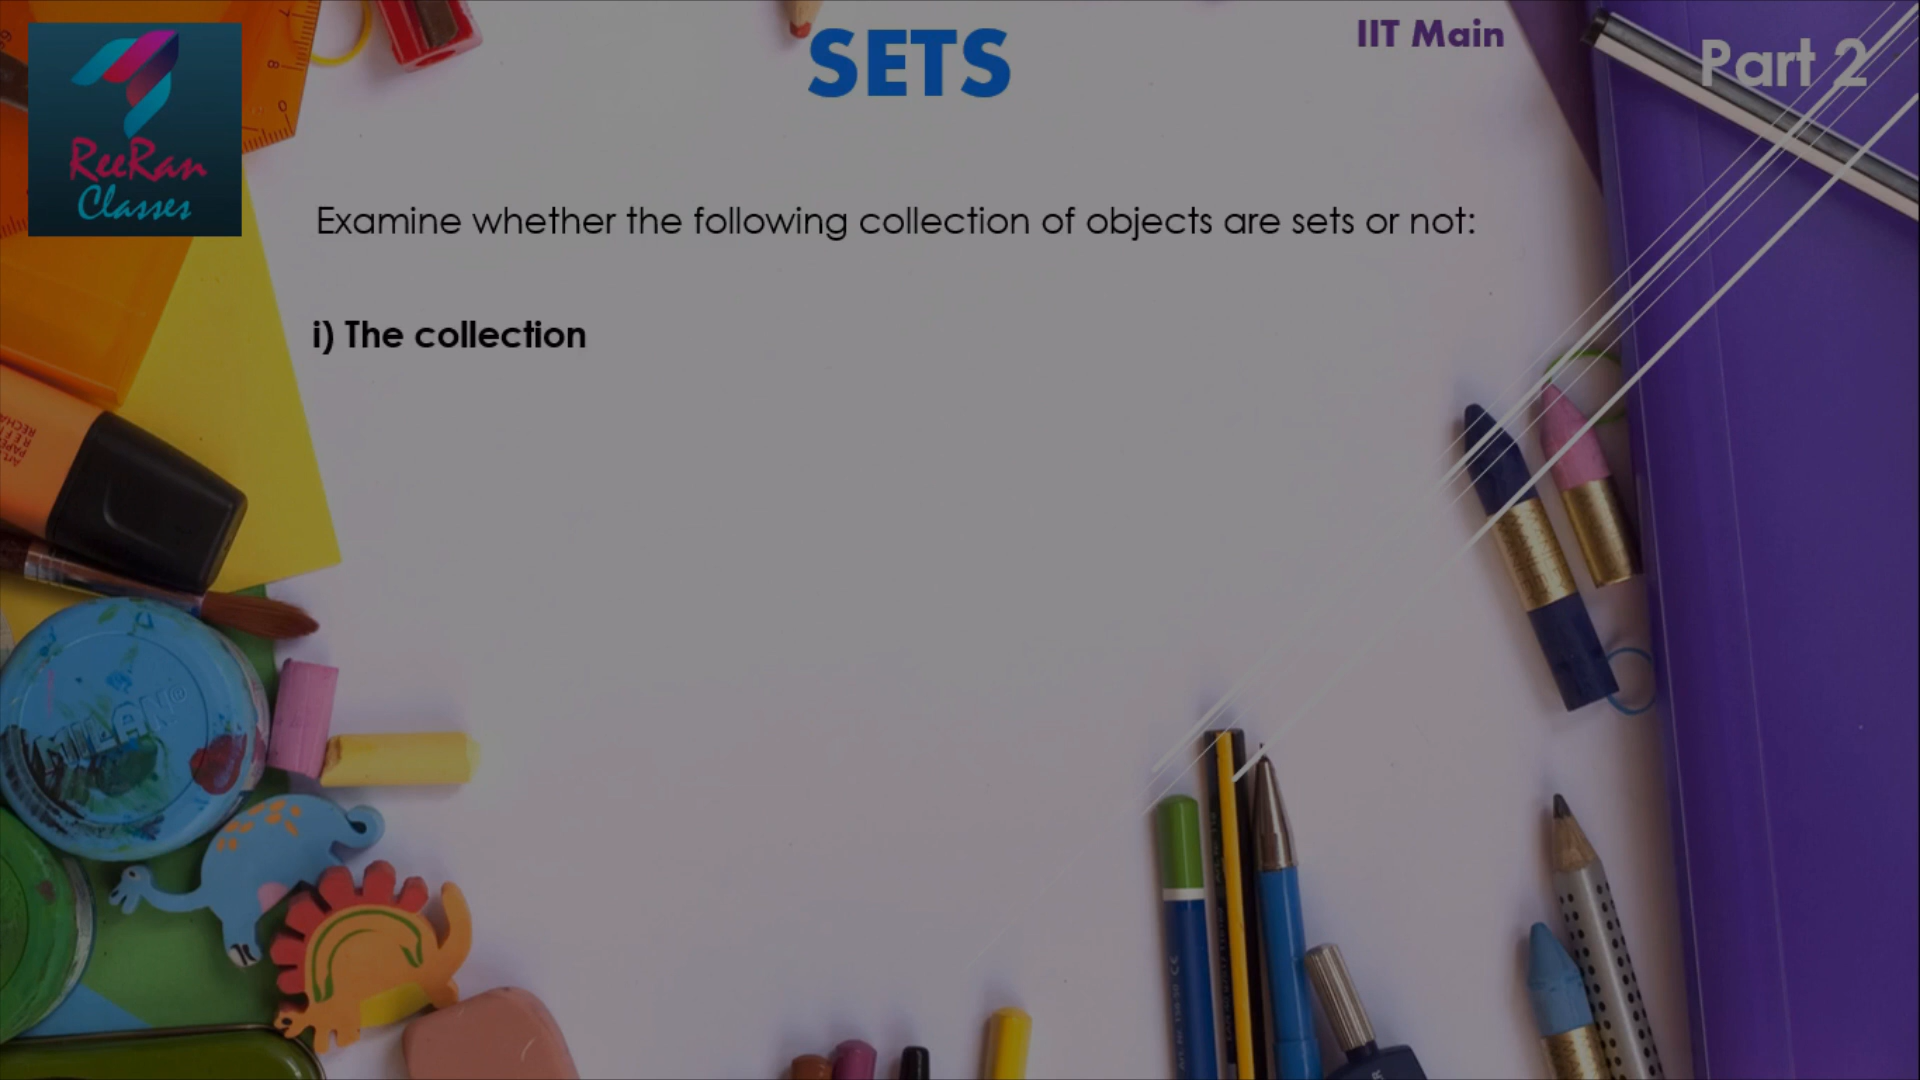 SETS
IIT Main
Part 2
ReeRan
Classes
Examine whether the following collection of objects are sets or not:
i) The collection
MILAN